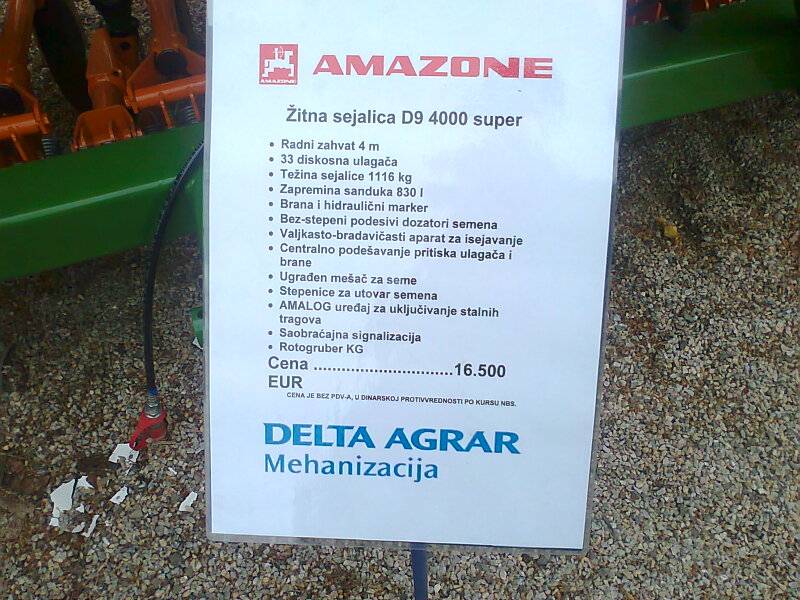 AMAZONE
AMAZONE
Žitna sejalica D9 4000 super
• Radni zahvat 4 m
• 33 diskosna ulagača
• Težina sejalice 1116 kg
• Zapremina sanduka 830 l
• Brana i hidraulični marker
• Bez-stepeni podesivi dozatori semena
• Valjkasto-bradavičasti aparat za isejavanje
• Centralno podešavanje pritiska ulagača i
brane
• Ugrađen mešač za seme
• Stepenice za utovar semena
• AMALOG uređaj za uključivanje stalnih
tragova
• Saobraćajna signalizacija
• Rotogruber KG
Cena ..............................16.500
EUR
CENA JE BEZ PDV-A, U DINARSKOJ PROTIVVREDNOSTI PO KURSU NBS.
DELTA AGRAR
Mehanizacija